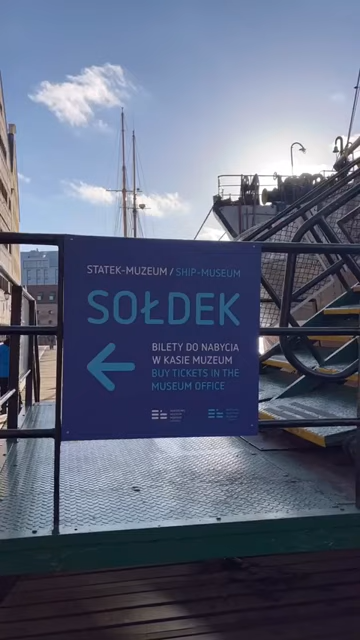 STATEK-MUZEUM / SHIP-MUSEUM
SOŁDEK
BILETY DO NABYCIA
W KASIE MUZEUM
BUY TICKETS IN THE
MUSEUM OFFICE